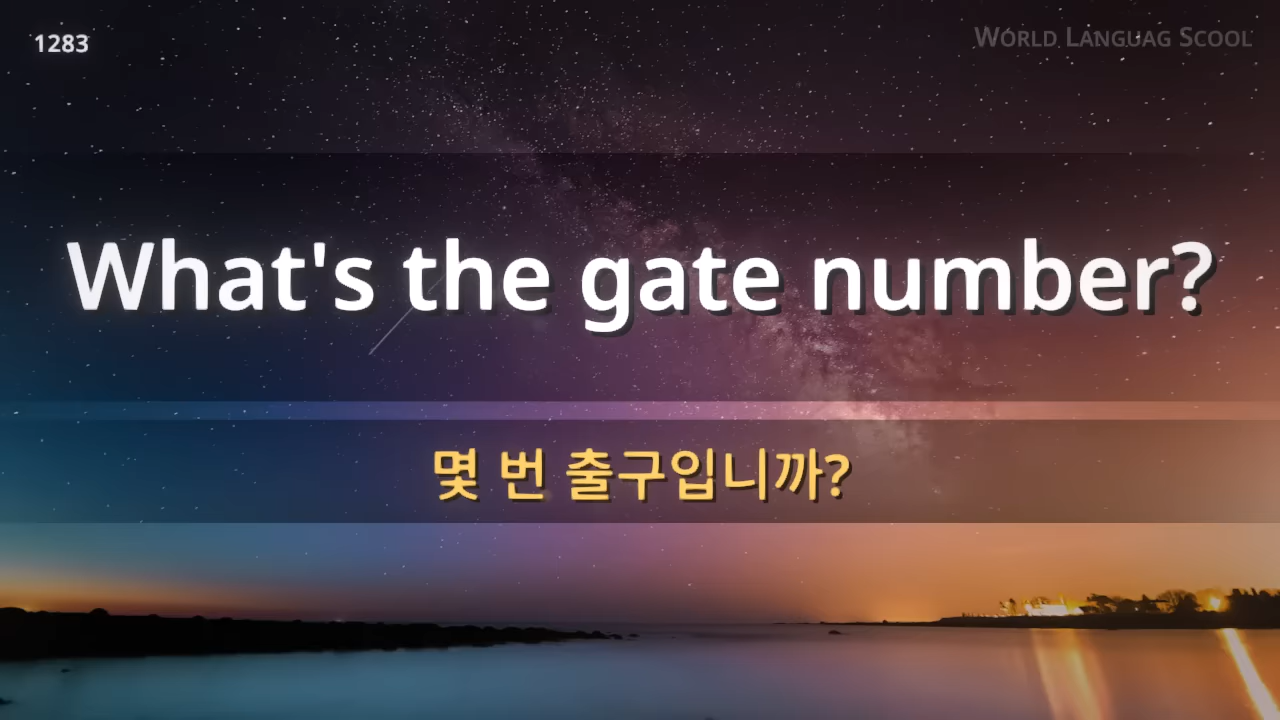 1283
World Languag Scool
What's the gate number?
몇 번 출구입니까?